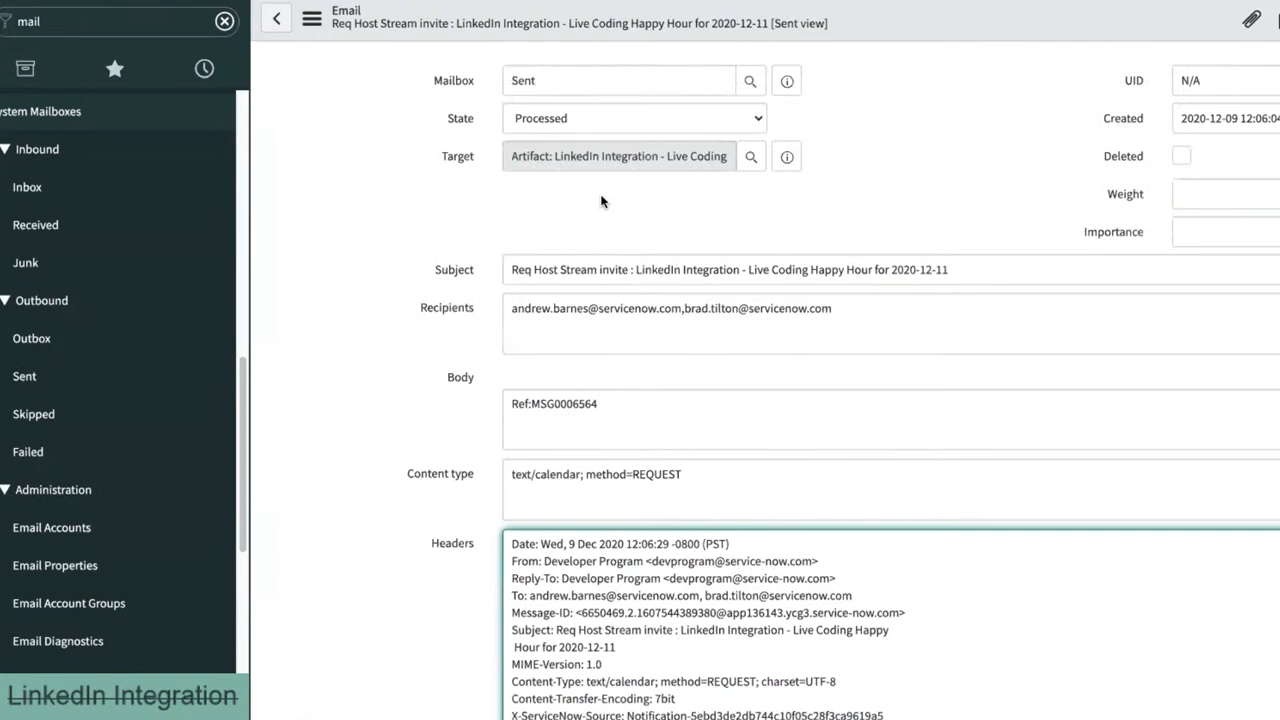 mail
ystem Mailboxes
Inbound
Inbox
Received
Junk
Outbound
Outbox
Sent
Skipped
Failed
Administration
Email Accounts
Email Properties
Email Account Groups
Email Diagnostics
LinkedIn Integration
Email
Req Host Stream invite : LinkedIn Integration - Live Coding Happy Hour for 2020-12-11 [Sent view]
Mailbox Sent
State Processed
Target Artifact: LinkedIn Integration - Live Coding
UID N/A
Created 2020-12-09 12:06:04
Deleted
Weight
Importance
Subject Req Host Stream invite : LinkedIn Integration - Live Coding Happy Hour for 2020-12-11
Recipients andrew.barnes@servicenow.com,brad.tilton@servicenow.com
Body
Ref:MSG0006564
Content type text/calendar; method=REQUEST
Headers Date: Wed, 9 Dec 2020 12:06:29 -0800 (PST)
From: Developer Program <devprogram@service-now.com>
Reply-To: Developer Program <devprogram@service-now.com>
To: andrew.barnes@servicenow.com, brad.tilton@servicenow.com
Message-ID: <6650469.2.1607544389380@app136143.ycg3.service-now.com>
Subject: Req Host Stream invite : LinkedIn Integration - Live Coding Happy
Hour for 2020-12-11
MIME-Version: 1.0
Content-Type: text/calendar; method=REQUEST; charset=UTF-8
Content-Transfer-Encoding: 7bit
X-ServiceNow-Source: Notification-5ebd3de2db744c10f05c28f3ca9619a5